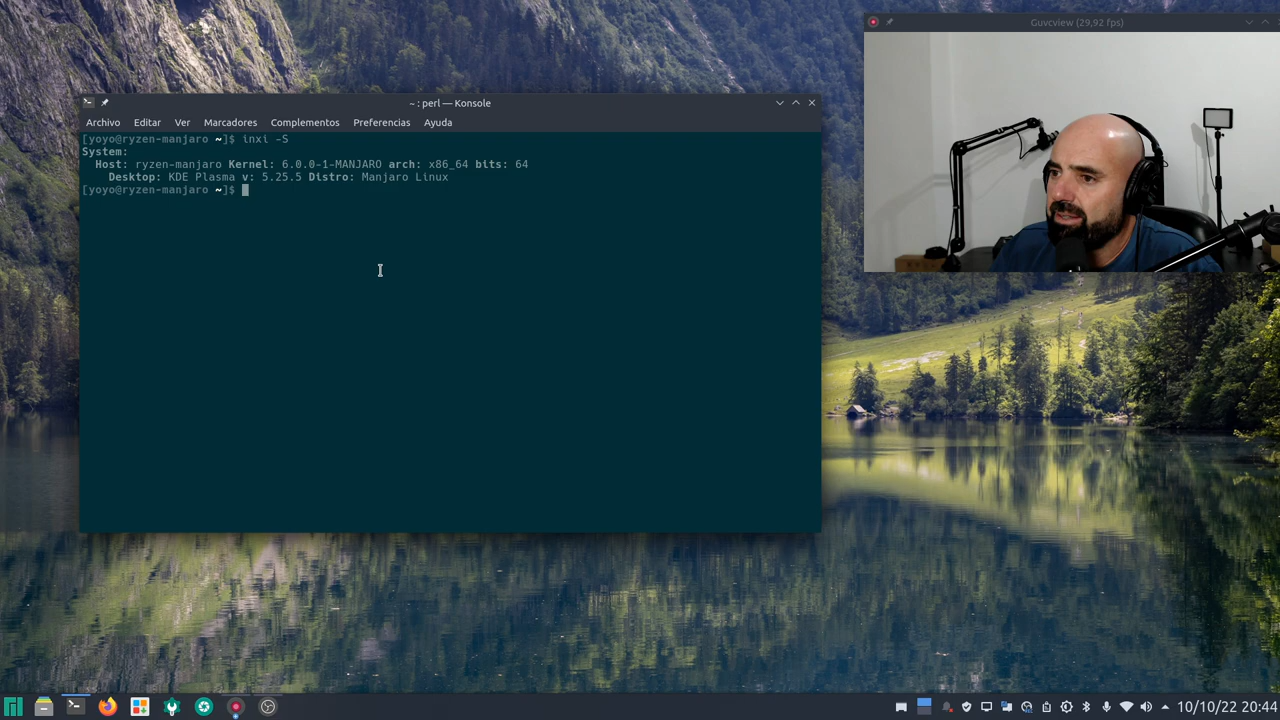 Guvcview (29,92 fps)
~ : perl — Konsole
Archivo Editar Ver Marcadores Complementos Preferencias Ayuda
[yoyo@ryzen-manjaro ~]$ inxi -S
System:
Host: ryzen-manjaro Kernel: 6.0.0-1-MANJARO arch: x86_64 bits: 64
Desktop: KDE Plasma v: 5.25.5 Distro: Manjaro Linux
[yoyo@ryzen-manjaro ~]$
10/10/22 20:44